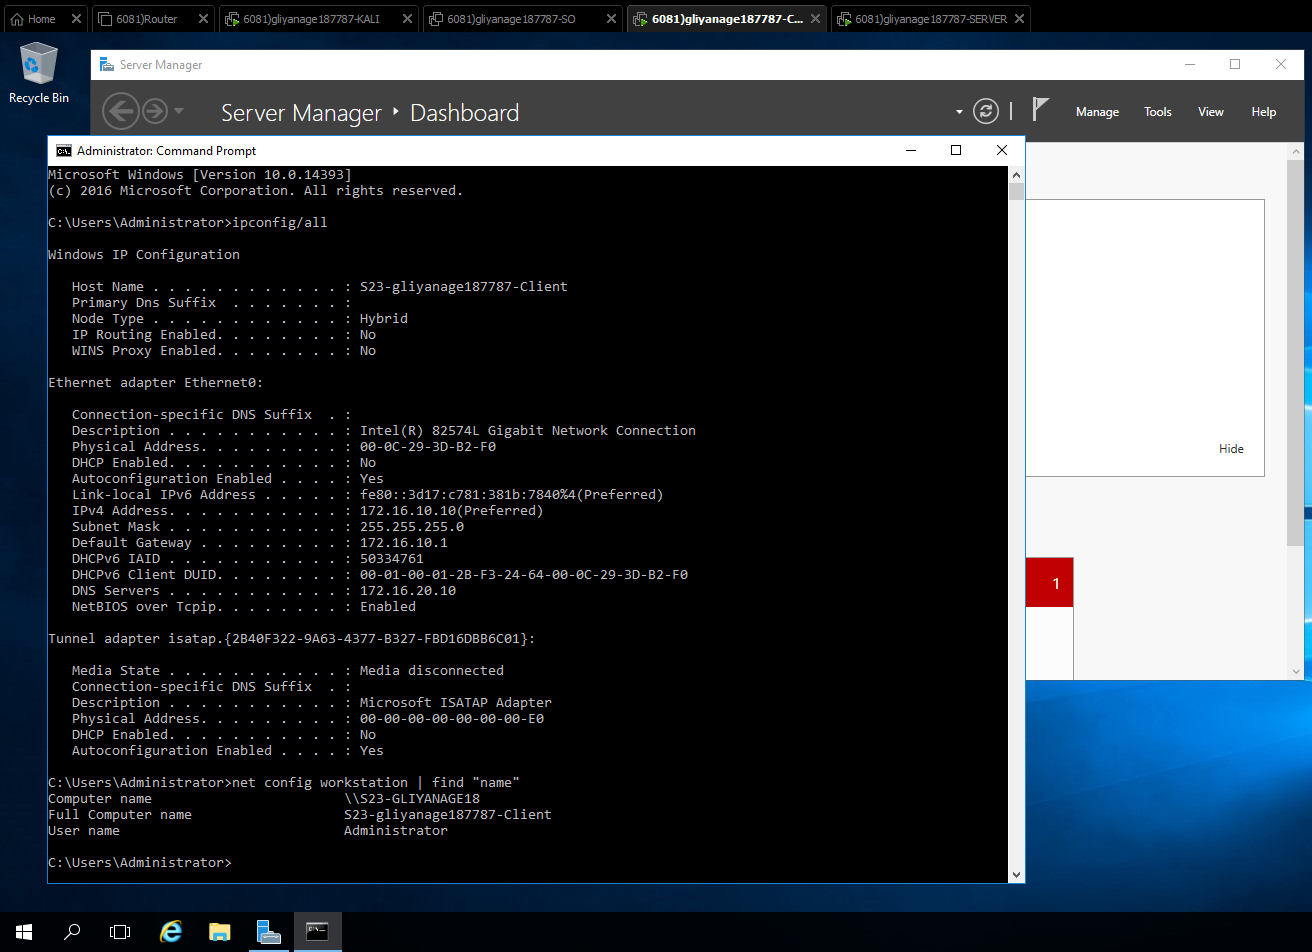 Home
6081)Router
6081)gliyanage187787-KALI
6081)gliyanage187787-SO
6081)gliyanage187787-C...
6081)gliyanage187787-SERVER
Recycle Bin
Server Manager
Server Manager ‣ Dashboard
Manage Tools View Help
Administrator: Command Prompt
Microsoft Windows [Version 10.0.14393]
(c) 2016 Microsoft Corporation. All rights reserved.
C:\Users\Administrator>ipconfig/all
Windows IP Configuration
Host Name . . . . . . . . . . . . : S23-gliyanage187787-Client
Primary Dns Suffix  . . . . . . . :
Node Type . . . . . . . . . . . . : Hybrid
IP Routing Enabled. . . . . . . . : No
WINS Proxy Enabled. . . . . . . . : No
Ethernet adapter Ethernet0:
Connection-specific DNS Suffix  . :
Description . . . . . . . . . . . : Intel(R) 82574L Gigabit Network Connection
Physical Address. . . . . . . . . : 00-0C-29-3D-B2-F0
DHCP Enabled. . . . . . . . . . . : No
Autoconfiguration Enabled . . . . : Yes
Link-local IPv6 Address . . . . . : fe80::3d17:c781:381b:7840%4(Preferred)
IPv4 Address. . . . . . . . . . . : 172.16.10.10(Preferred)
Subnet Mask . . . . . . . . . . . : 255.255.255.0
Default Gateway . . . . . . . . . : 172.16.10.1
DHCPv6 IAID . . . . . . . . . . . : 50334761
DHCPv6 Client DUID. . . . . . . . : 00-01-00-01-2B-F3-24-64-00-0C-29-3D-B2-F0
DNS Servers . . . . . . . . . . . : 172.16.20.10
NetBIOS over Tcpip. . . . . . . . : Enabled
Tunnel adapter isatap.{2B40F322-9A63-4377-B327-FBD16DBB6C01}:
Media State . . . . . . . . . . . : Media disconnected
Connection-specific DNS Suffix  . :
Description . . . . . . . . . . . : Microsoft ISATAP Adapter
Physical Address. . . . . . . . . : 00-00-00-00-00-00-00-E0
DHCP Enabled. . . . . . . . . . . : No
Autoconfiguration Enabled . . . . : Yes
C:\Users\Administrator>net config workstation | find "name"
Computer name                        \\S23-GLIYANAGE18
Full Computer name                   S23-gliyanage187787-Client
User name                            Administrator
C:\Users\Administrator>
Hide
1